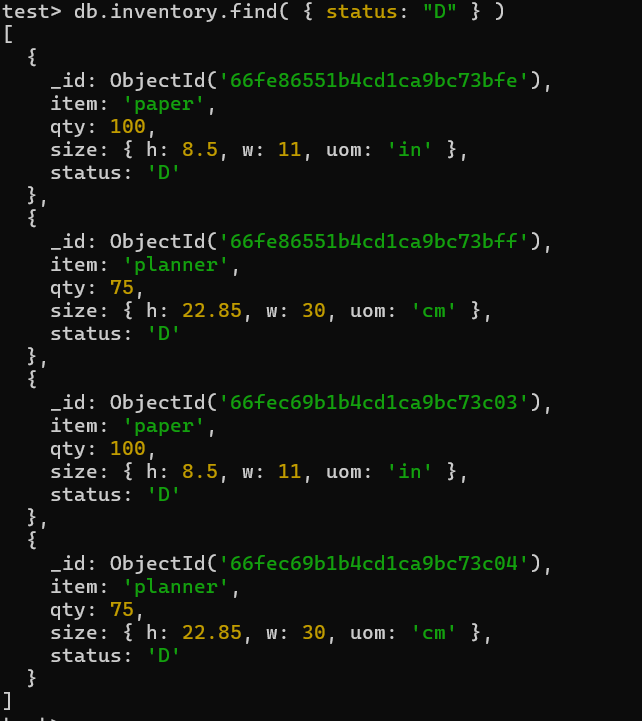 test> db.inventory.find( { status: "D" } )
[
  {
    _id: ObjectId('66fe86551b4cd1ca9bc73bfe'),
    item: 'paper',
    qty: 100,
    size: { h: 8.5, w: 11, uom: 'in' },
    status: 'D'
  },
  {
    _id: ObjectId('66fe86551b4cd1ca9bc73bff'),
    item: 'planner',
    qty: 75,
    size: { h: 22.85, w: 30, uom: 'cm' },
    status: 'D'
  },
  {
    _id: ObjectId('66fec69b1b4cd1ca9bc73c03'),
    item: 'paper',
    qty: 100,
    size: { h: 8.5, w: 11, uom: 'in' },
    status: 'D'
  },
  {
    _id: ObjectId('66fec69b1b4cd1ca9bc73c04'),
    item: 'planner',
    qty: 75,
    size: { h: 22.85, w: 30, uom: 'cm' },
    status: 'D'
  }
]
test>